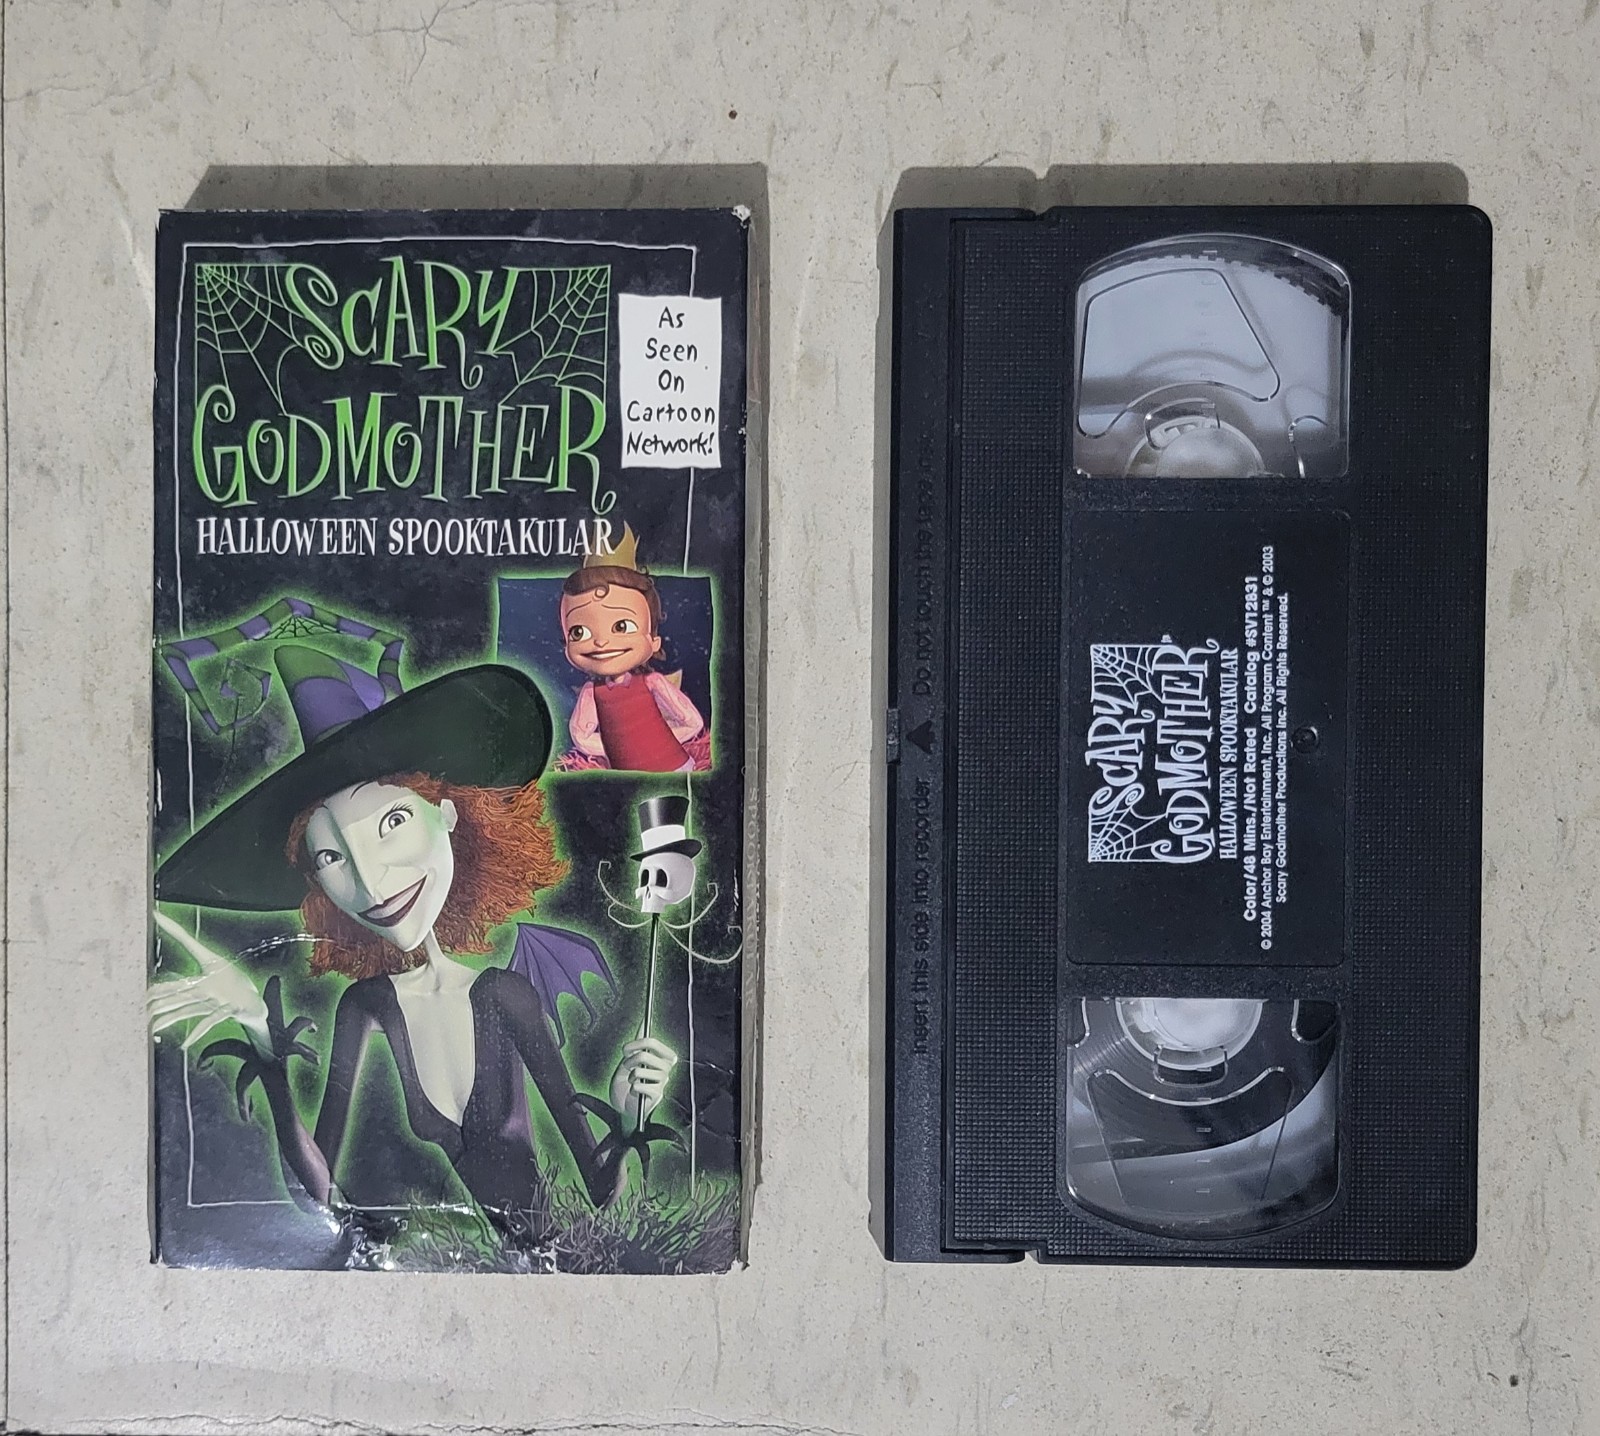 SCARY
GODMOTHER
HALLOWEEN SPOOKTAKULAR
As
Seen
On
Cartoon
Network!
Insert this side into recorder ▲ Do not touch the tape inside
SCARY
GODMOTHER
HALLOWEEN SPOOKTAKULAR
Color/48 Mins./Not Rated Catalog #SV12831
© 2004 Anchor Bay Entertainment, Inc. All Program Content ™ & © 2003
Scary Godmother Productions Inc. All Rights Reserved.